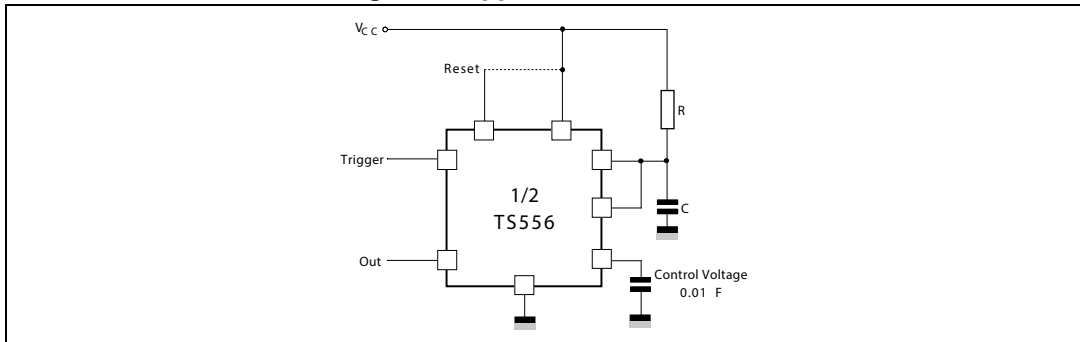 VCC
Reset
R
Trigger
1/2
TS556
C
Out
Control Voltage
0.01 F